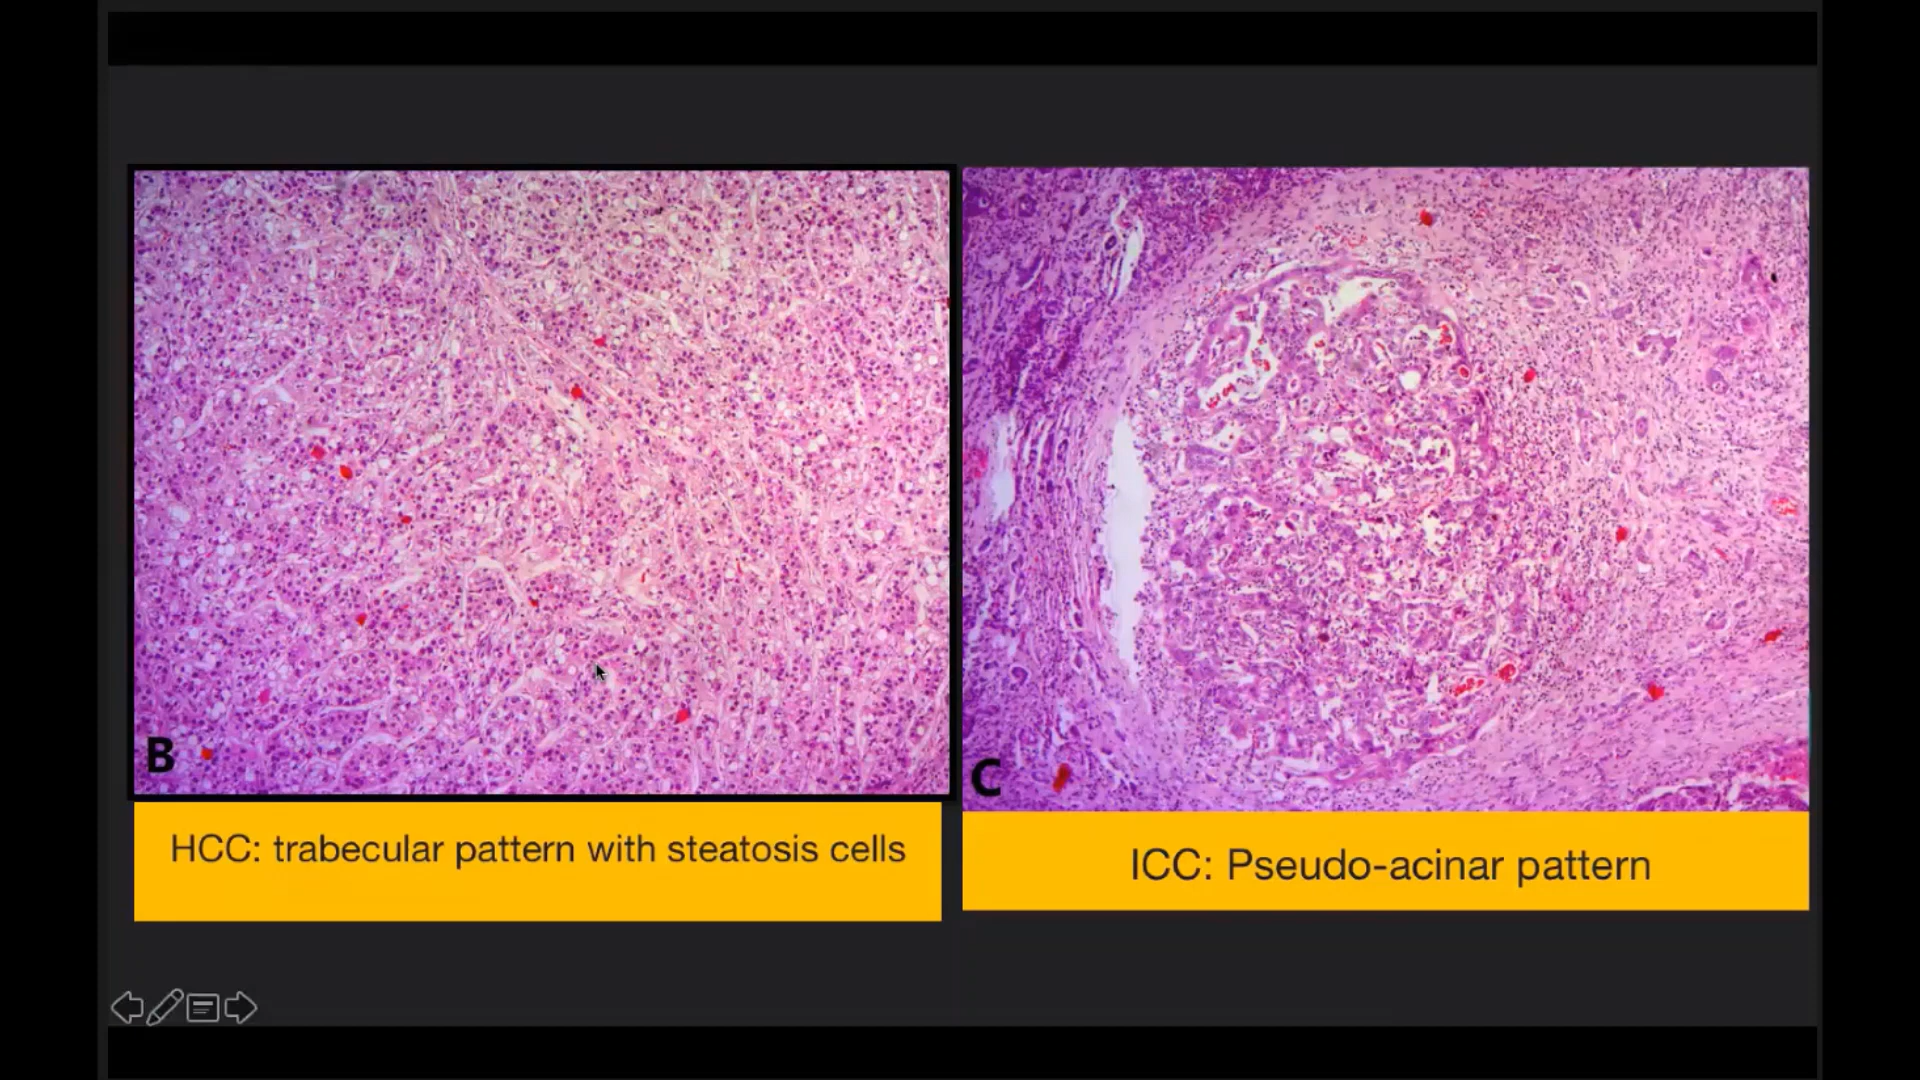 B
HCC: trabecular pattern with steatosis cells
C
ICC: Pseudo-acinar pattern